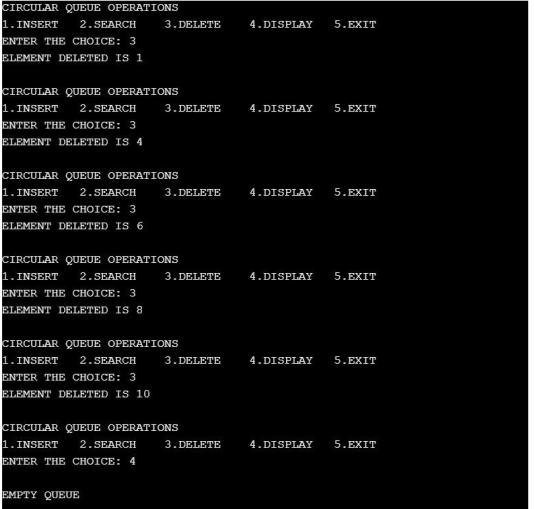 CIRCULAR QUEUE OPERATIONS
1.INSERT 2.SEARCH 3.DELETE 4.DISPLAY 5.EXIT
ENTER THE CHOICE: 3
ELEMENT DELETED IS 1
CIRCULAR QUEUE OPERATIONS
1.INSERT 2.SEARCH 3.DELETE 4.DISPLAY 5.EXIT
ENTER THE CHOICE: 3
ELEMENT DELETED IS 4
CIRCULAR QUEUE OPERATIONS
1.INSERT 2.SEARCH 3.DELETE 4.DISPLAY 5.EXIT
ENTER THE CHOICE: 3
ELEMENT DELETED IS 6
CIRCULAR QUEUE OPERATIONS
1.INSERT 2.SEARCH 3.DELETE 4.DISPLAY 5.EXIT
ENTER THE CHOICE: 3
ELEMENT DELETED IS 8
CIRCULAR QUEUE OPERATIONS
1.INSERT 2.SEARCH 3.DELETE 4.DISPLAY 5.EXIT
ENTER THE CHOICE: 3
ELEMENT DELETED IS 10
CIRCULAR QUEUE OPERATIONS
1.INSERT 2.SEARCH 3.DELETE 4.DISPLAY 5.EXIT
ENTER THE CHOICE: 4
EMPTY QUEUE